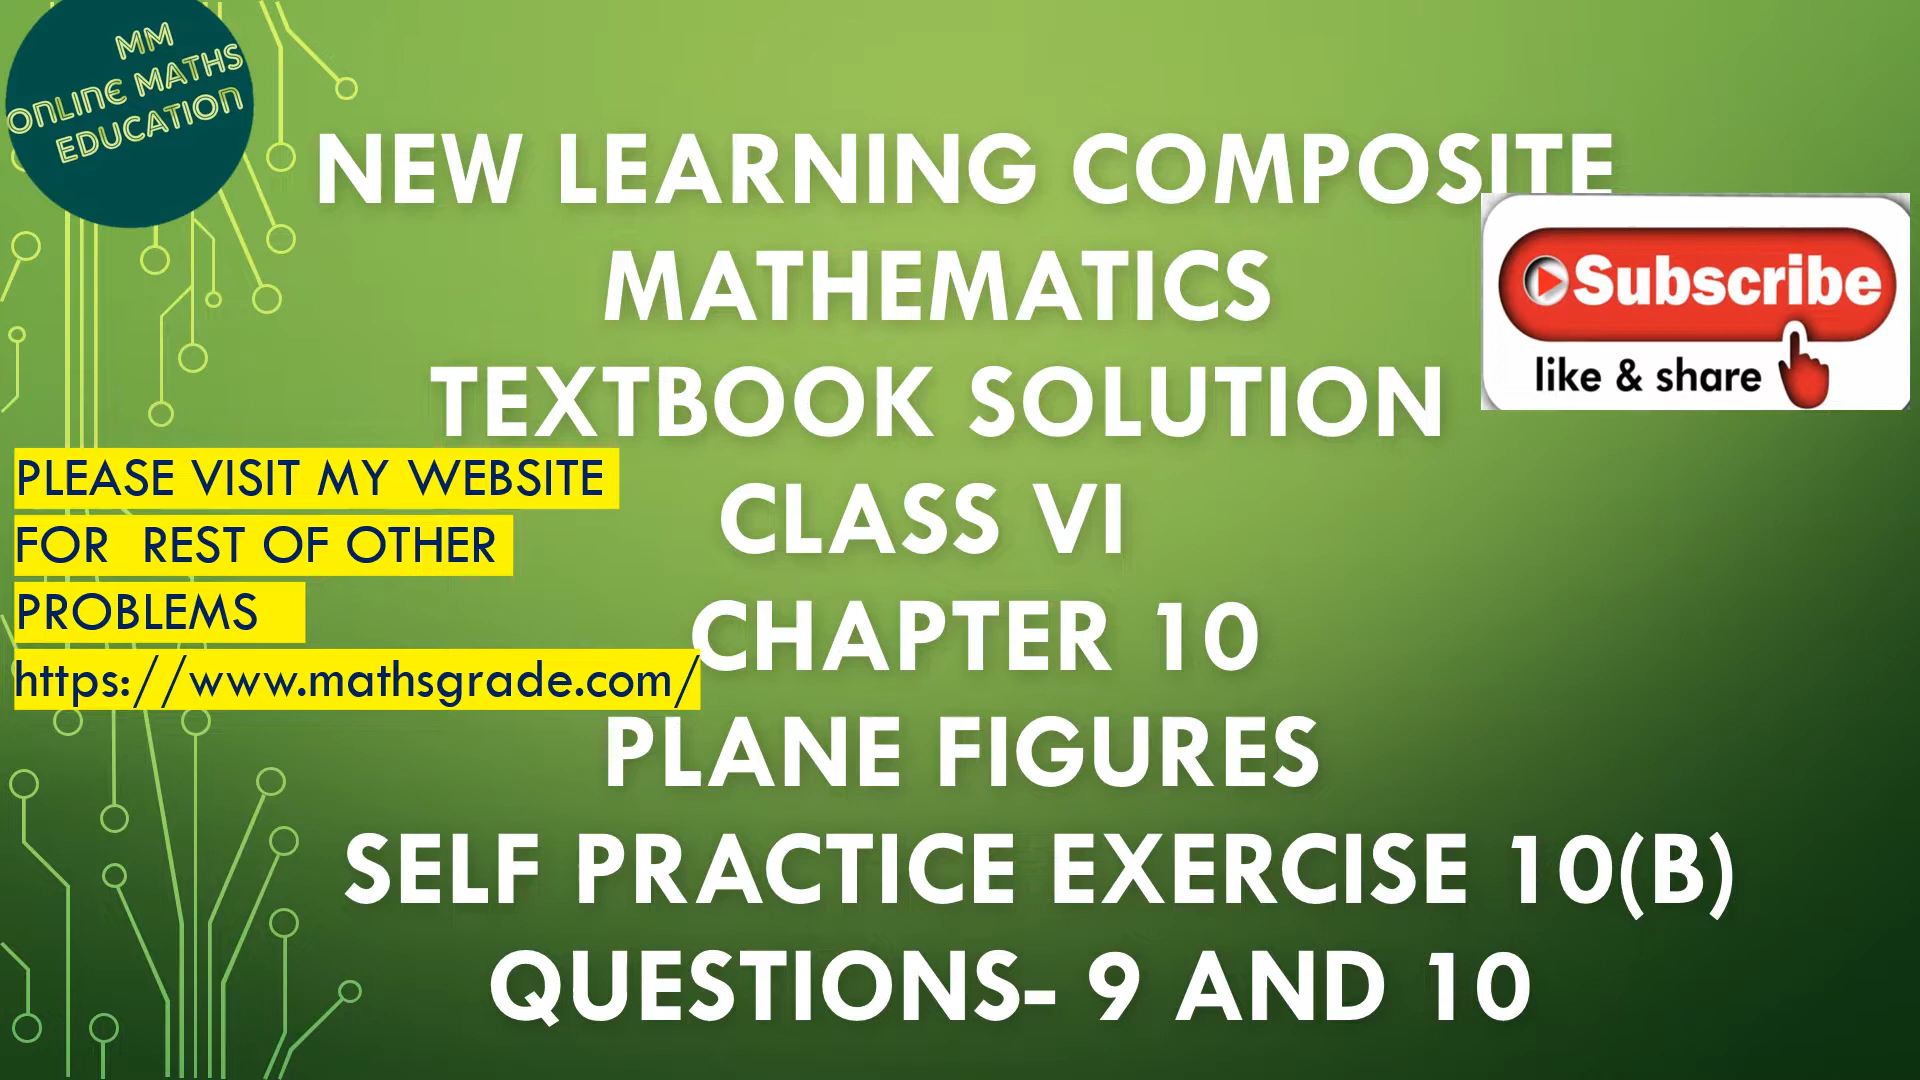 MM
ONLINE MATHS
EDUCATION
NEW LEARNING COMPOSITE
MATHEMATICS
TEXTBOOK SOLUTION
CLASS VI
CHAPTER 10
PLANE FIGURES
SELF PRACTICE EXERCISE 10(B)
QUESTIONS- 9 AND 10
Subscribe
like & share
PLEASE VISIT MY WEBSITE
FOR REST OF OTHER
PROBLEMS
https://www.mathsgrade.com/